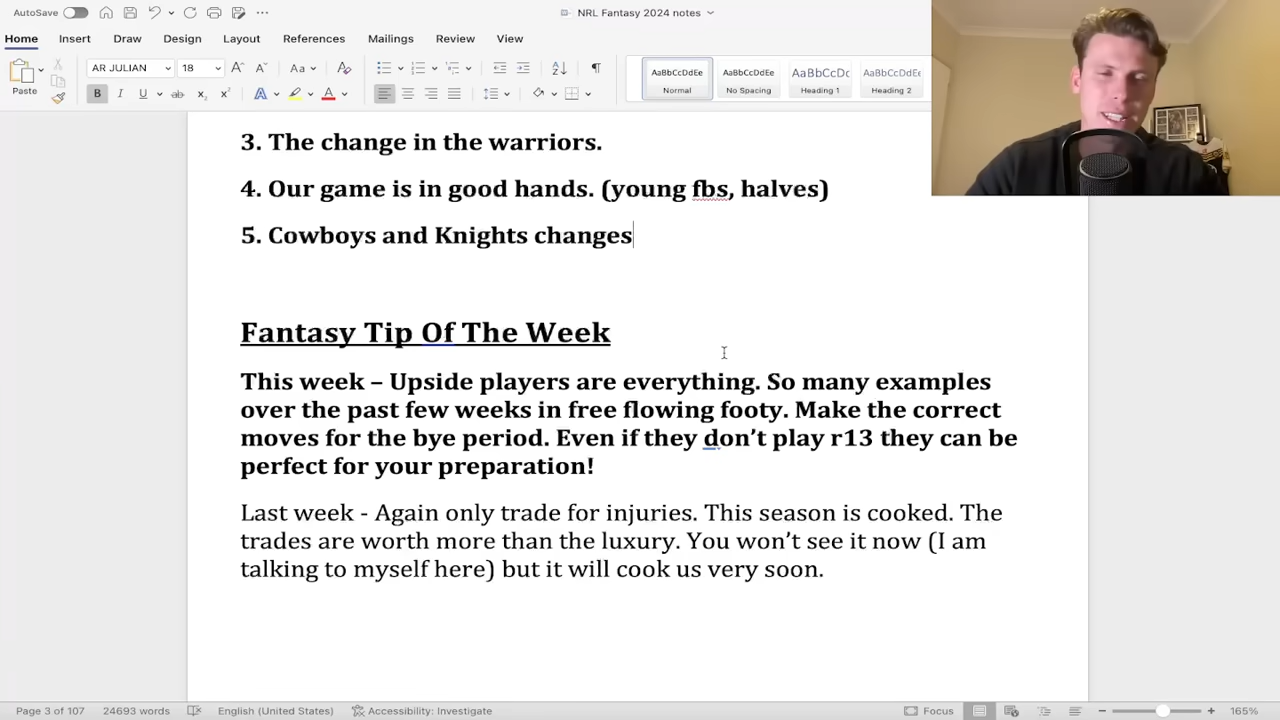 AutoSave
NRL Fantasy 2024 notes
Home Insert Draw Design Layout References Mailings Review View
Paste
AR JULIAN 18
AaBbCcDdEe AaBbCcDdEe AaBbCcDc AaBbCcDdEe
Normal No Spacing Heading 1 Heading 2
3. The change in the warriors.
4. Our game is in good hands. (young fbs, halves)
5. Cowboys and Knights changes
Fantasy Tip Of The Week
This week – Upside players are everything. So many examples
over the past few weeks in free flowing footy. Make the correct
moves for the bye period. Even if they don’t play r13 they can be
perfect for your preparation!
Last week - Again only trade for injuries. This season is cooked. The
trades are worth more than the luxury. You won’t see it now (I am
talking to myself here) but it will cook us very soon.
Page 3 of 107 24693 words English (United States) Accessibility: Investigate Focus 165%